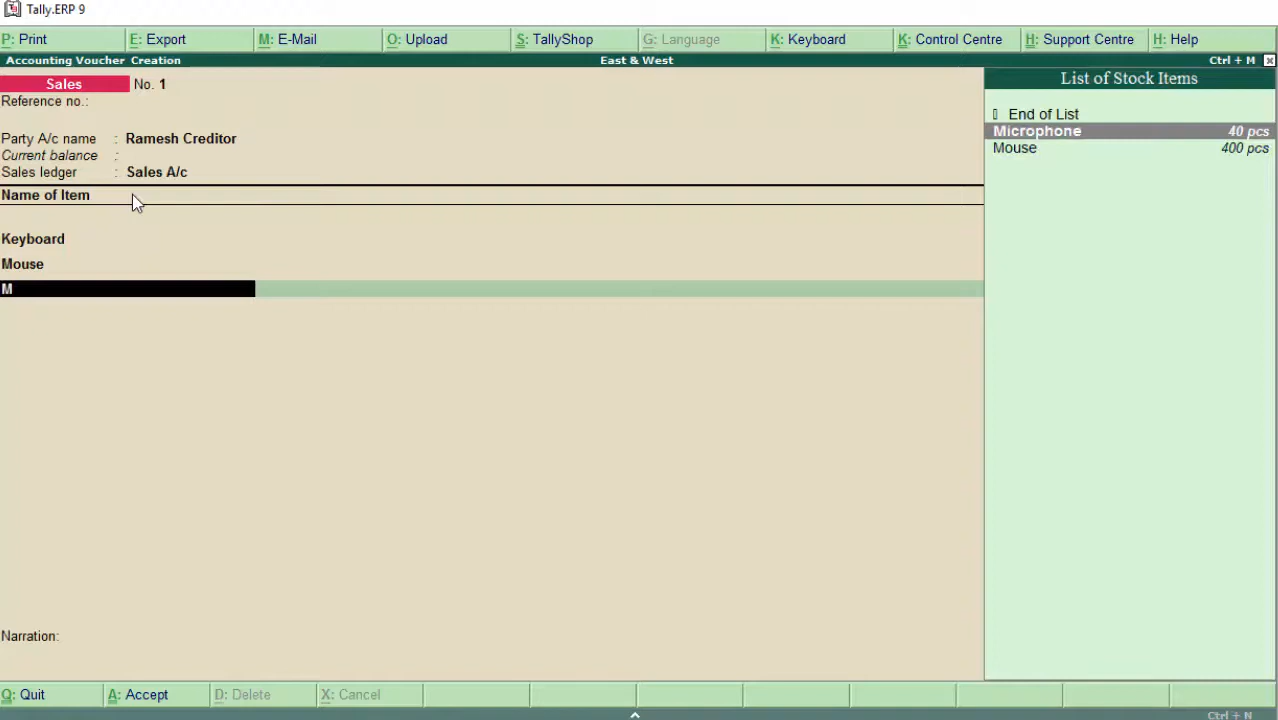 Tally.ERP 9
P: Print E: Export M: E-Mail O: Upload S: TallyShop G: Language K: Keyboard K: Control Centre H: Support Centre H: Help
Accounting Voucher Creation East & West Ctrl + M
Sales No. 1
Reference no.:
Party A/c name : Ramesh Creditor
Current balance :
Sales ledger : Sales A/c
Name of Item
Keyboard
Mouse
M
Narration:
List of Stock Items
End of List
Microphone 40 pcs
Mouse 400 pcs
Q: Quit A: Accept D: Delete X: Cancel
Ctrl + N